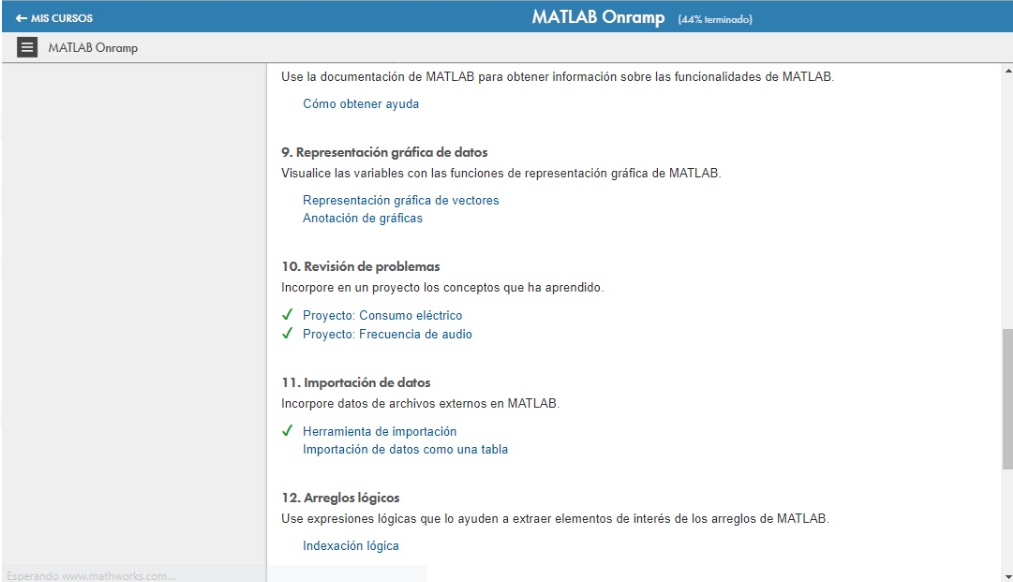 ← MIS CURSOS
MATLAB Onramp (44% terminado)
MATLAB Onramp
Use la documentación de MATLAB para obtener información sobre las funcionalidades de MATLAB.
Cómo obtener ayuda
9. Representación gráfica de datos
Visualice las variables con las funciones de representación gráfica de MATLAB.
Representación gráfica de vectores
Anotación de gráficas
10. Revisión de problemas
Incorpore en un proyecto los conceptos que ha aprendido.
✓ Proyecto: Consumo eléctrico
✓ Proyecto: Frecuencia de audio
11. Importación de datos
Incorpore datos de archivos externos en MATLAB.
✓ Herramienta de importación
Importación de datos como una tabla
12. Arreglos lógicos
Use expresiones lógicas que lo ayuden a extraer elementos de interés de los arreglos de MATLAB.
Indexación lógica
Esperando www.mathworks.com...